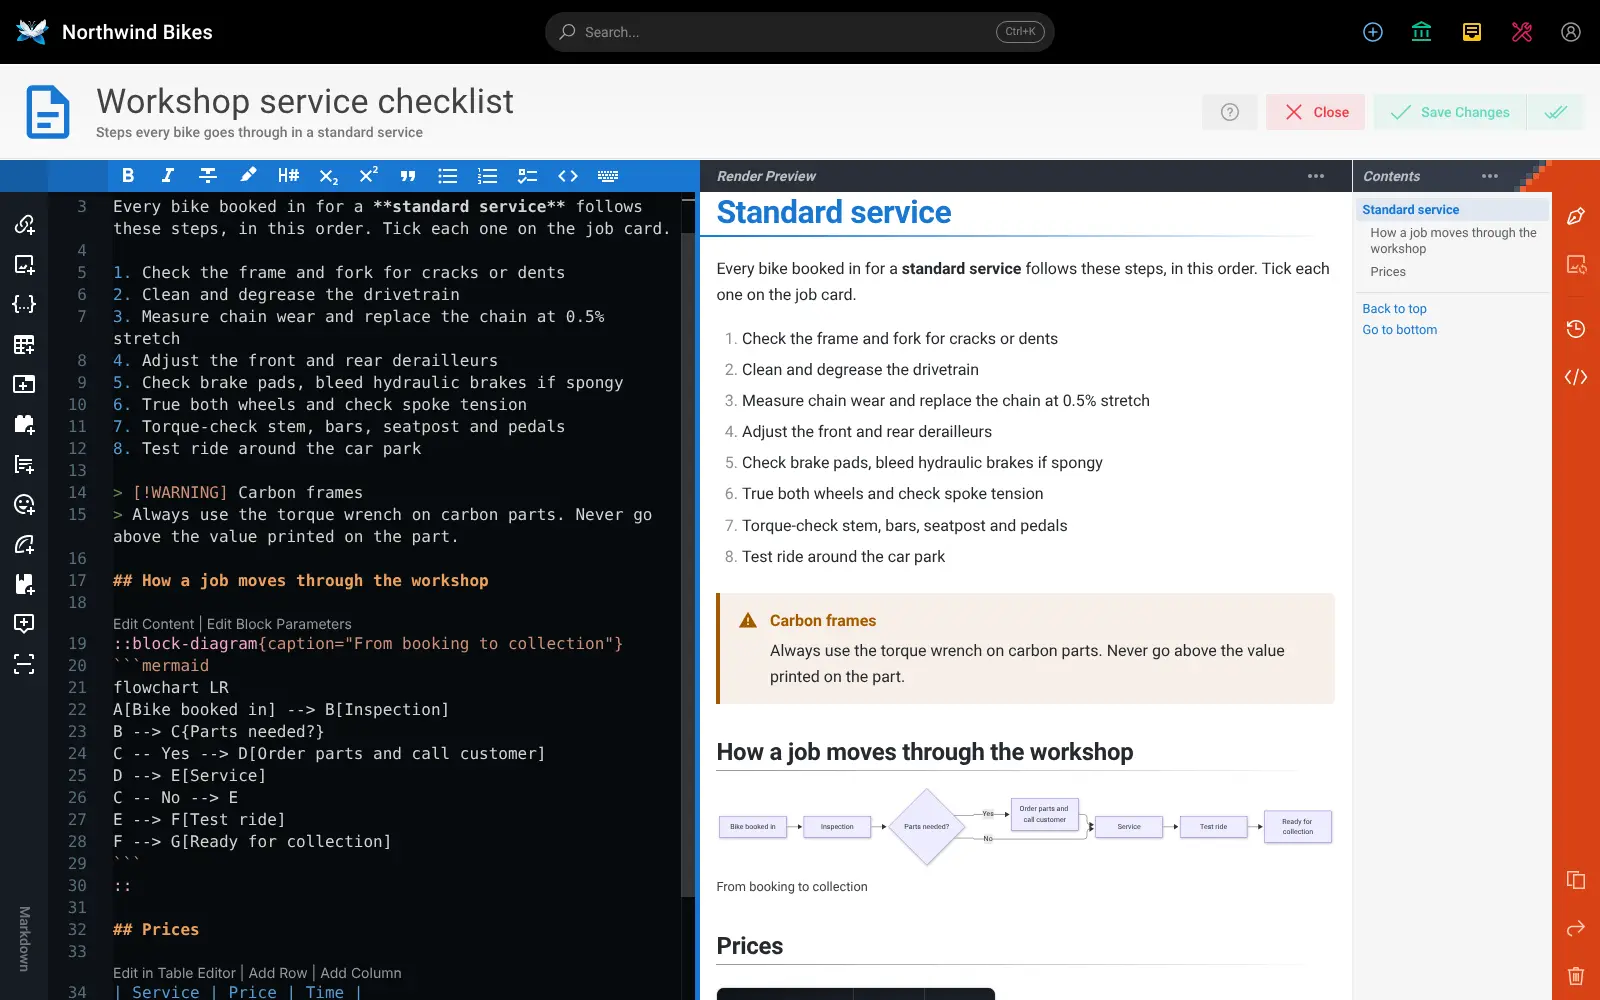 Northwind Bikes
Search...
Ctrl+K
Workshop service checklist
Steps every bike goes through in a standard service
Close
Save Changes
B I S H# X2 X2
3 Every bike booked in for a **standard service** follows
these steps, in this order. Tick each one on the job card.
4
5 1. Check the frame and fork for cracks or dents
6 2. Clean and degrease the drivetrain
7 3. Measure chain wear and replace the chain at 0.5%
stretch
8 4. Adjust the front and rear derailleurs
9 5. Check brake pads, bleed hydraulic brakes if spongy
10 6. True both wheels and check spoke tension
11 7. Torque-check stem, bars, seatpost and pedals
12 8. Test ride around the car park
13
14 > [!WARNING] Carbon frames
15 > Always use the torque wrench on carbon parts. Never go
above the value printed on the part.
16
17 ## How a job moves through the workshop
18
Edit Content | Edit Block Parameters
19 ::block-diagram{caption="From booking to collection"}
20 ```mermaid
21 flowchart LR
22 A[Bike booked in] --> B[Inspection]
23 B --> C{Parts needed?}
24 C -- Yes --> D[Order parts and call customer]
25 D --> E[Service]
26 C -- No --> E
27 E --> F[Test ride]
28 F --> G[Ready for collection]
29 ```
30 ::
31
32 ## Prices
33
Edit in Table Editor | Add Row | Add Column
34 | Service | Price | Time |
Markdown
Render Preview
Standard service
Every bike booked in for a standard service follows these steps, in this order. Tick each
one on the job card.
1. Check the frame and fork for cracks or dents
2. Clean and degrease the drivetrain
3. Measure chain wear and replace the chain at 0.5% stretch
4. Adjust the front and rear derailleurs
5. Check brake pads, bleed hydraulic brakes if spongy
6. True both wheels and check spoke tension
7. Torque-check stem, bars, seatpost and pedals
8. Test ride around the car park
Carbon frames
Always use the torque wrench on carbon parts. Never go above the value
printed on the part.
How a job moves through the workshop
Bike booked in
Inspection
Parts needed?
Yes
No
Order parts and
call customer
Service
Test ride
Ready for
collection
From booking to collection
Prices
Contents
Standard service
How a job moves through the
workshop
Prices
Back to top
Go to bottom